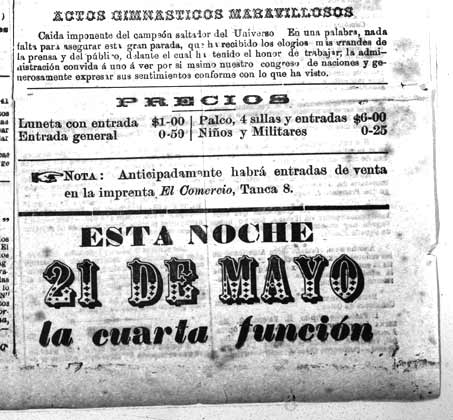 ACTOS GIMNASTICOS MARAVILLOSOS
Caida imponente del campeón saltador del Universo En una palabra, nada
falta para asegurar esta gran parada, que ha recibido los elogios mas grandes de
la prensa y del público, delante el cual ha tenido el honor de trabajar; la admi-
nistración convida á uno á ver por si mismo nuestro congreso de naciones y ge-
nerosamente expresar sus sentimientos conforme con lo que ha visto.
PRECIOS
Luneta con entrada $1-00 | Palco, 4 sillas y entradas $6-00
Entrada general 0-50 | Niños y Militares 0-25
NOTA: Anticipadamente habrá entradas de venta
en la imprenta El Comercio, Tanca 8.
ESTA NOCHE
21 DE MAYO
la cuarta función